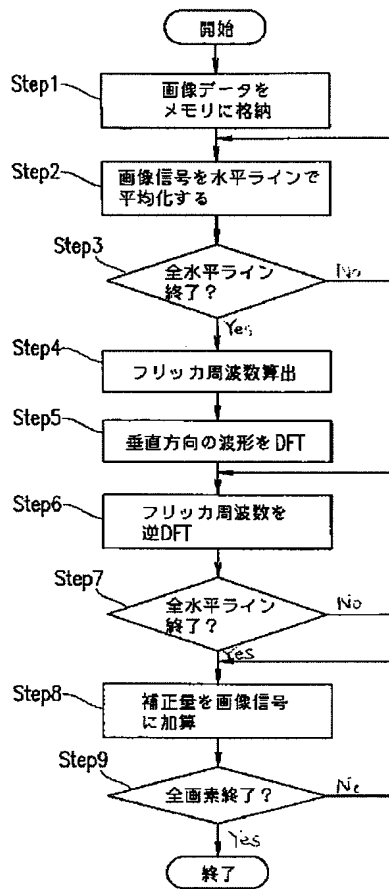 開始
Step1
画像データを
メモリに格納
Step2
画像信号を水平ラインで
平均化する
Step3
全水平ライン
終了？
No
Yes
Step4
フリッカ周波数算出
Step5
垂直方向の波形をDFT
Step6
フリッカ周波数を
逆DFT
Step7
全水平ライン
終了？
No
Yes
Step8
補正量を画像信号
に加算
Step9
全画素終了？
No
Yes
終了